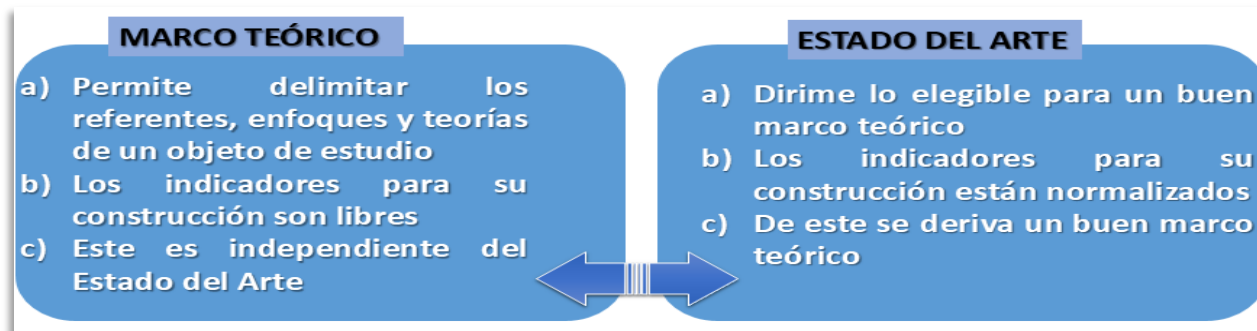 MARCO TEÓRICO
a) Permite delimitar los
referentes, enfoques y teorías
de un objeto de estudio
b) Los indicadores para su
construcción son libres
c) Este es independiente del
Estado del Arte
ESTADO DEL ARTE
a) Dirime lo elegible para un buen
marco teórico
b) Los indicadores para su
construcción están normalizados
c) De este se deriva un buen marco
teórico